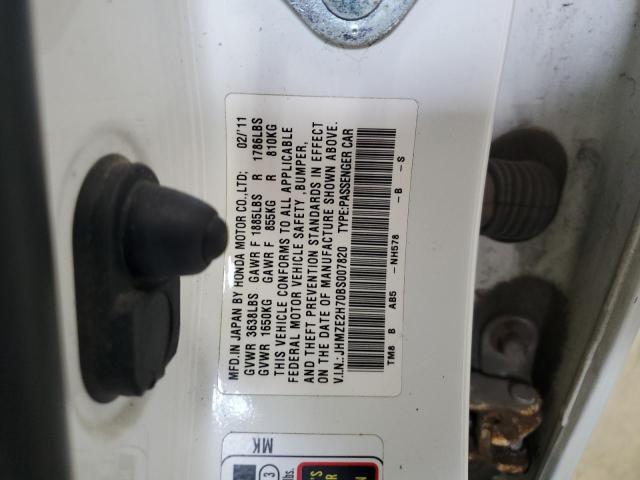 MFD.IN JAPAN BY HONDA MOTOR CO.,LTD; 02/'11
GVWR 3638LBS GAWR F 1885LBS R 1786LBS
GVWR 1650KG GAWR F 855KG R 810KG
THIS VEHICLE CONFORMS TO ALL APPLICABLE
FEDERAL MOTOR VEHICLE SAFETY ,BUMPER,
AND THEFT PREVENTION STANDARDS IN EFFECT
ON THE DATE OF MANUFACTURE SHOWN ABOVE.
V.I.N.:JHMZE2H70BS007820 TYPE:PASSENGER CAR
TM8 B AB5 -NH578 -B -S
MK
3
lbs.